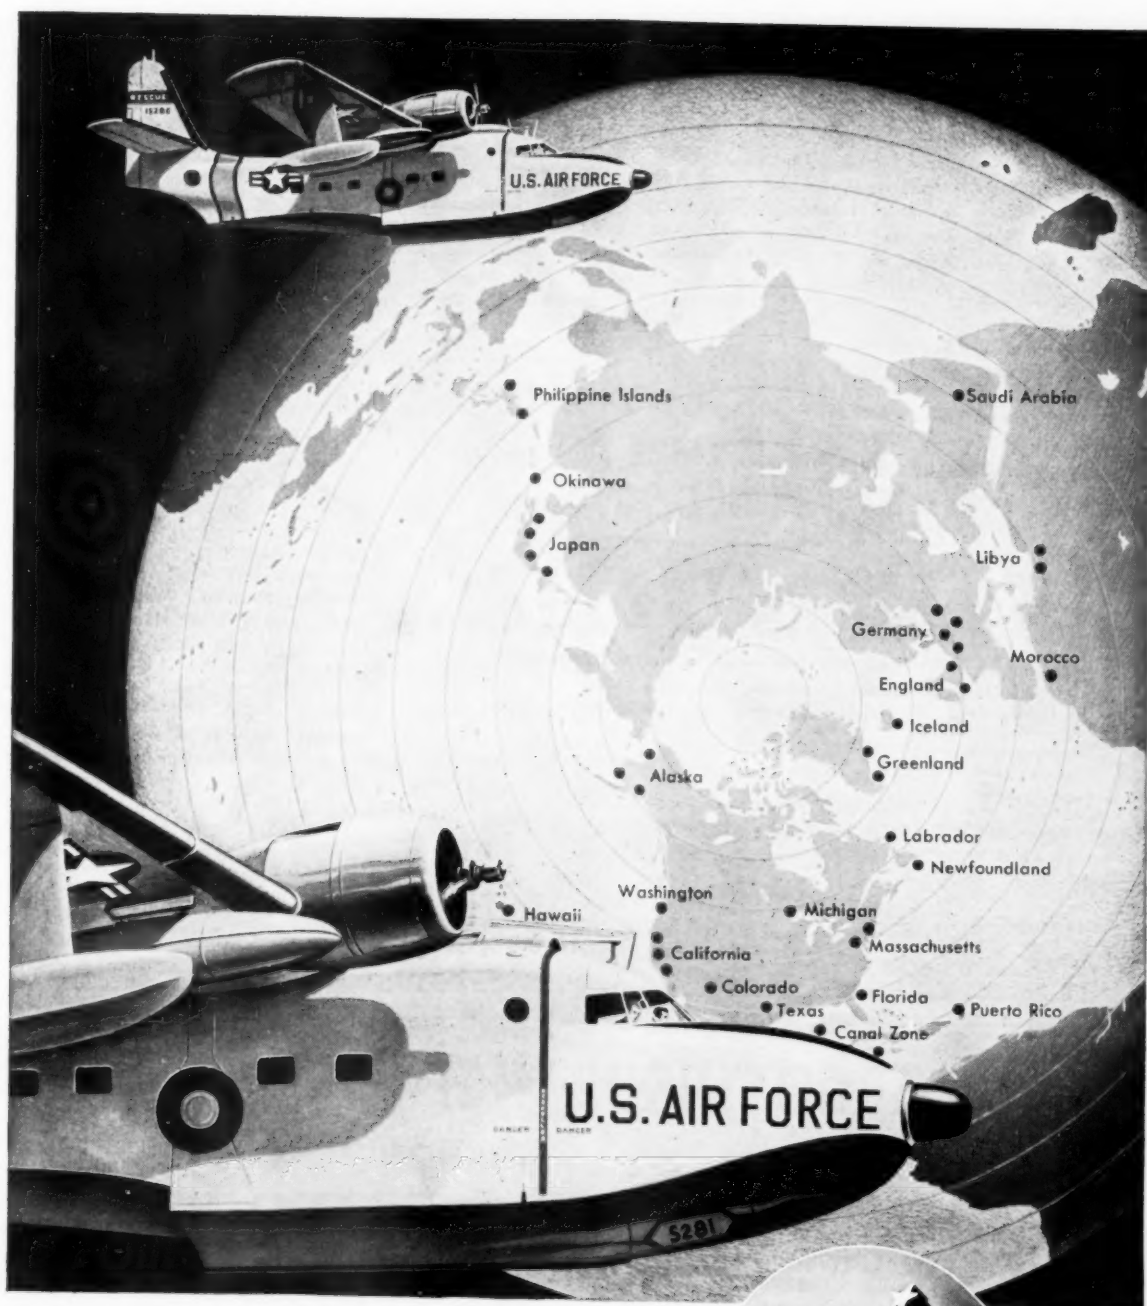 RESCUE
15286
U.S. AIR FORCE
Philippine Islands
Saudi Arabia
Okinawa
Japan
Libya
Germany
Morocco
England
Iceland
Greenland
Alaska
Labrador
Newfoundland
Washington
Hawaii
Michigan
Massachusetts
California
Colorado
Florida
Texas
Puerto Rico
Canal Zone
U.S. AIR FORCE
DANGER DANGER
5281